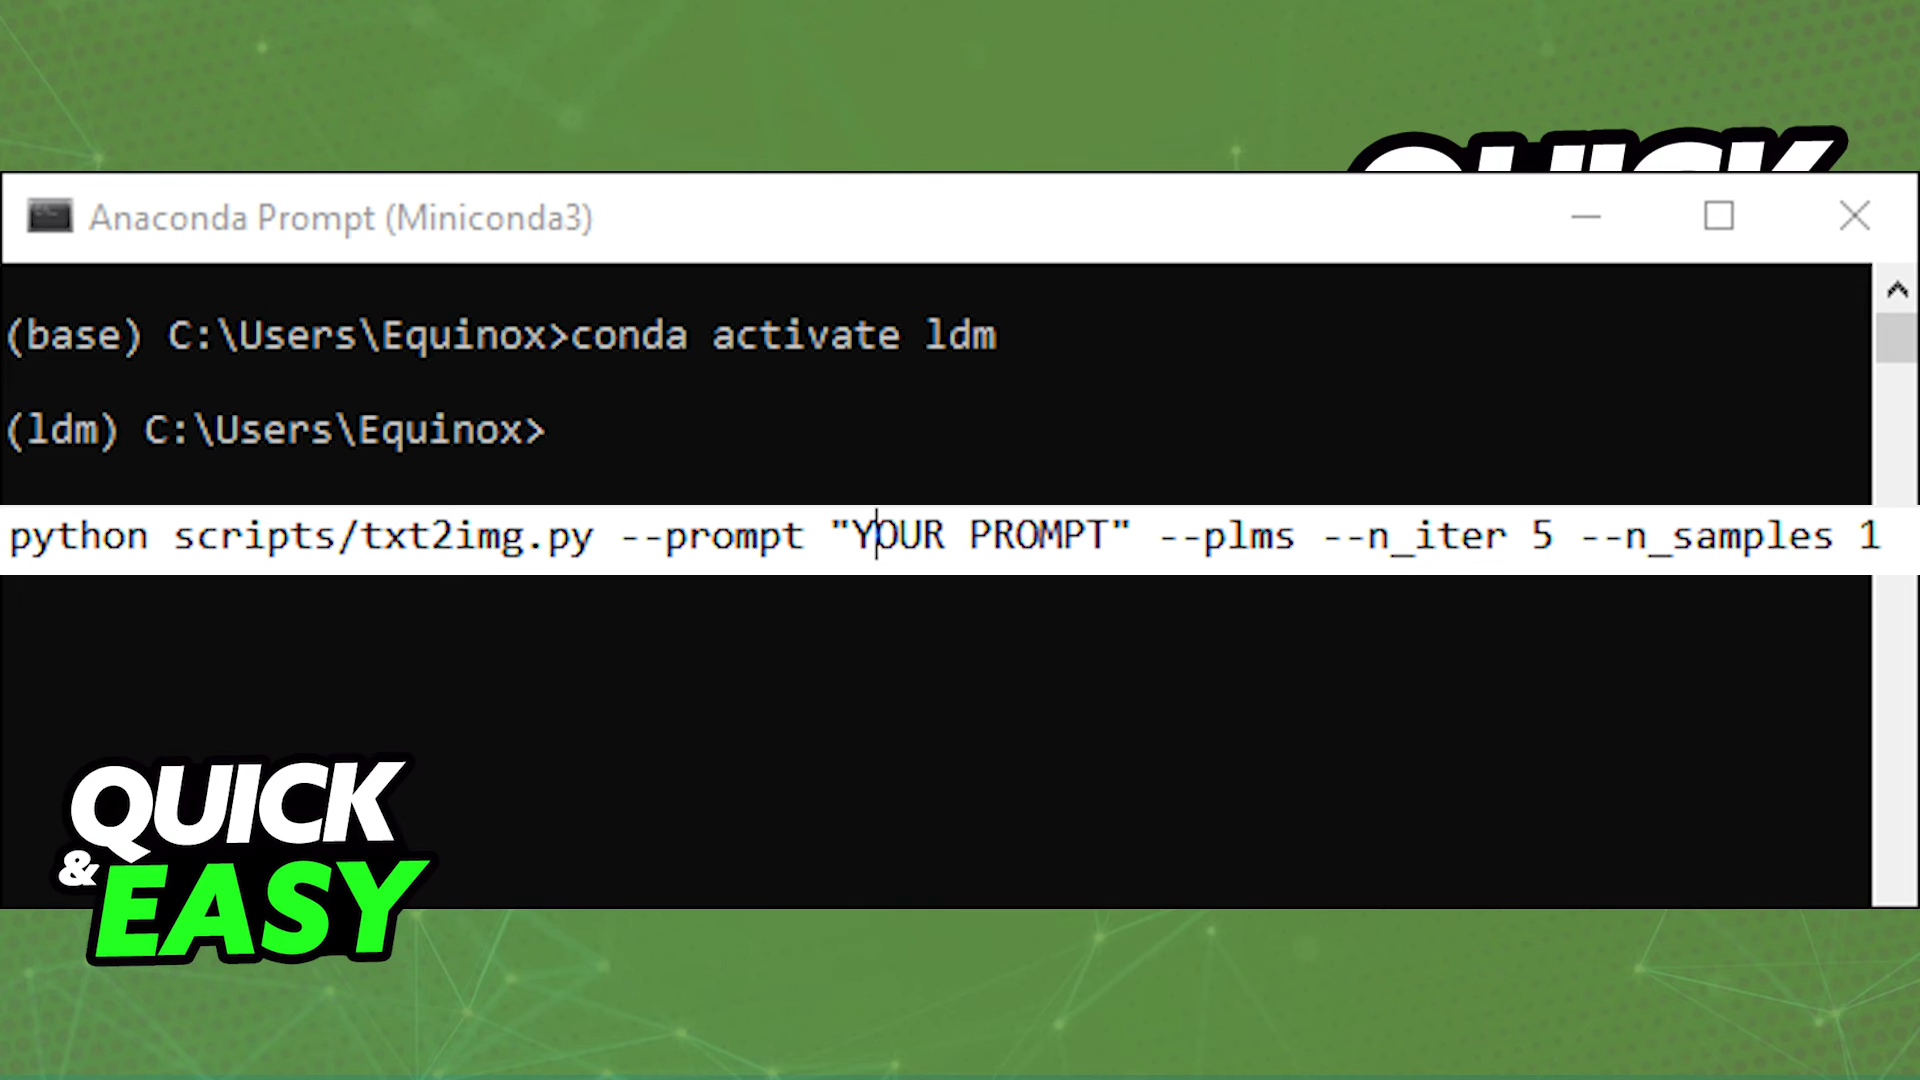 QUICK
Anaconda Prompt (Miniconda3)
(base) C:\Users\Equinox>conda activate ldm
(ldm) C:\Users\Equinox>
python scripts/txt2img.py --prompt "YOUR PROMPT" --plms --n_iter 5 --n_samples 1
QUICK
& EASY